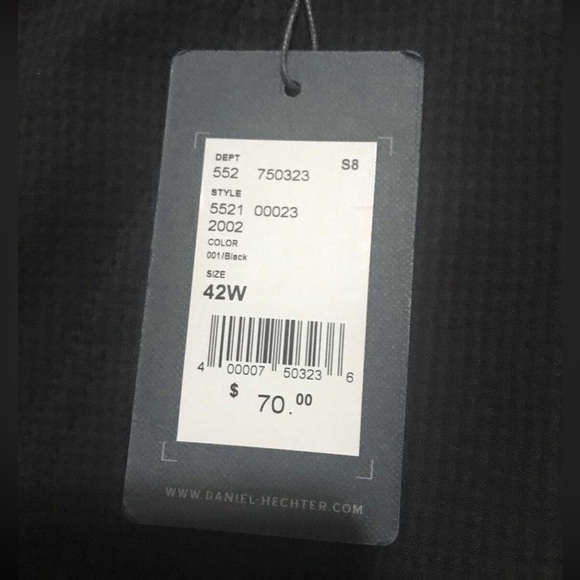 DEPT
S8
552 750323
STYLE
5521 00023
2002
COLOR
001/Black
SIZE
42W
4 00007 50323 6
$ 70.00
WWW.DANIEL-HECHTER.COM